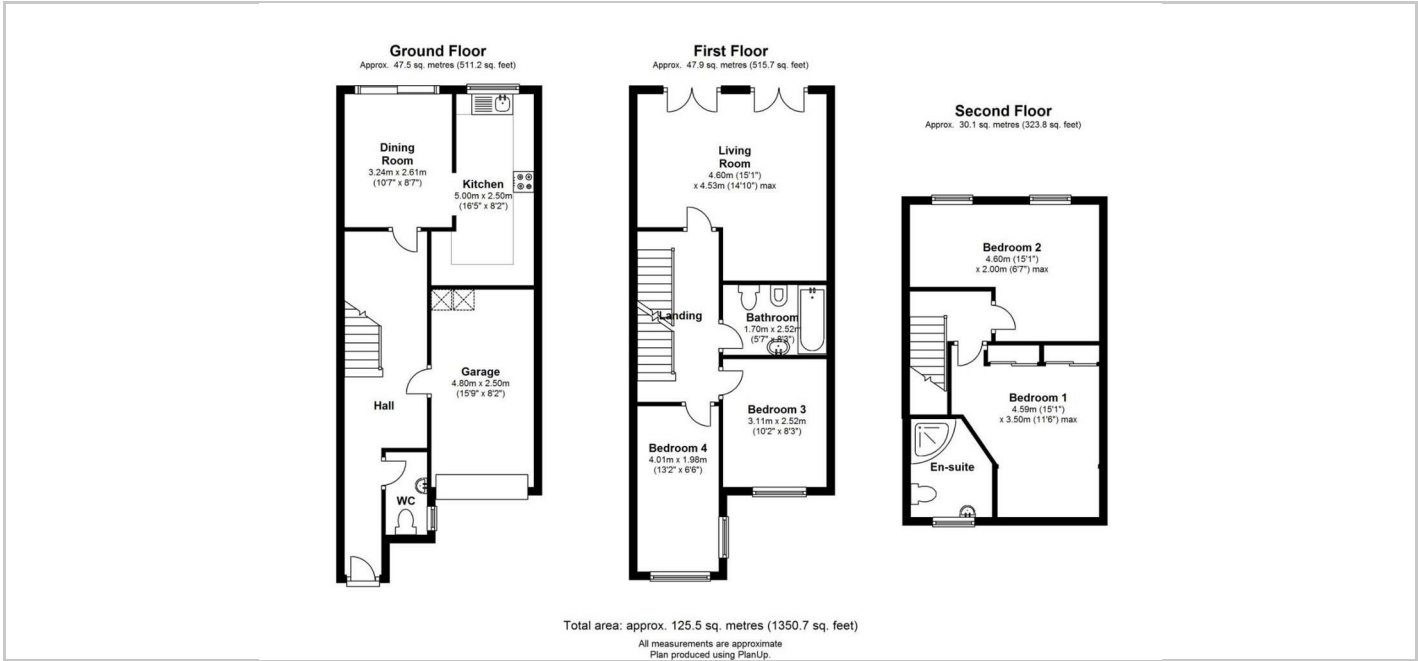 Ground Floor
Approx. 47.5 sq. metres (511.2 sq. feet)
Dining
Room
3.24m x 2.61m
(10'7" x 8'7")
Kitchen
5.00m x 2.50m
(16'5" x 8'2")
Garage
4.80m x 2.50m
(15'9" x 8'2")
Hall
WC
First Floor
Approx. 47.9 sq. metres (515.7 sq. feet)
Living
Room
4.60m (15'1")
x 4.53m (14'10") max
Landing
Bathroom
1.70m x 2.52m
(5'7" x 8'3")
Bedroom 3
3.11m x 2.52m
(10'2" x 8'3")
Bedroom 4
4.01m x 1.98m
(13'2" x 6'6")
Second Floor
Approx. 30.1 sq. metres (323.8 sq. feet)
Bedroom 2
4.60m (15'1")
x 2.00m (6'7") max
Bedroom 1
4.59m (15'1")
x 3.50m (11'6") max
En-suite
Total area: approx. 125.5 sq. metres (1350.7 sq. feet)
All measurements are approximate
Plan produced using PlanUp.